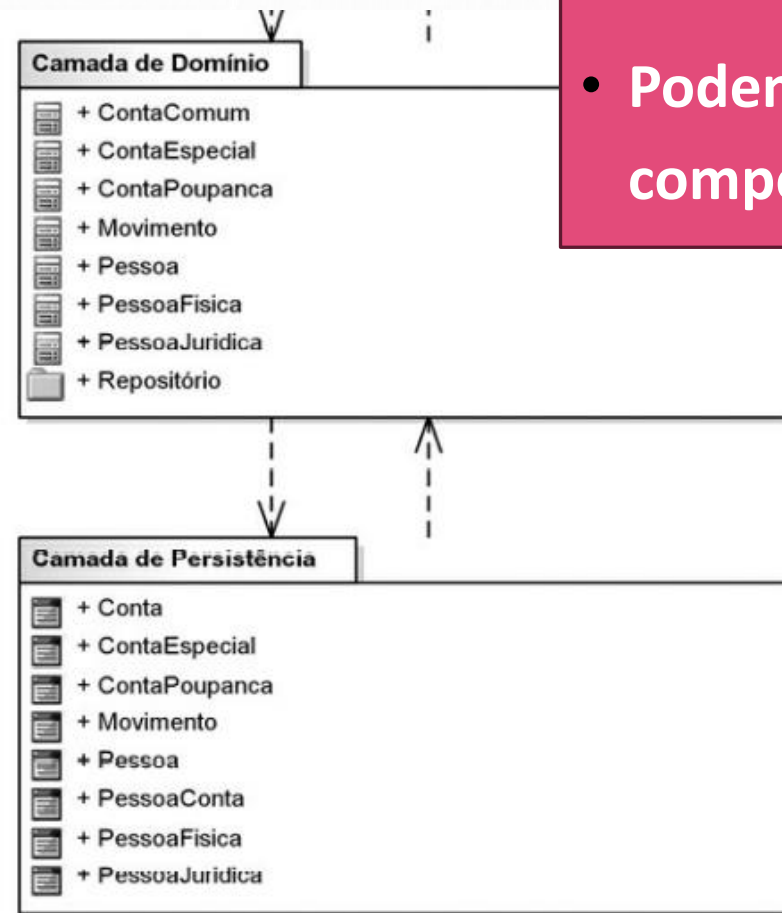 Camada de Domínio
+ ContaComum
+ ContaEspecial
+ ContaPoupanca
+ Movimento
+ Pessoa
+ PessoaFisica
+ PessoaJuridica
+ Repositório
Camada de Persistência
+ Conta
+ ContaEspecial
+ ContaPoupanca
+ Movimento
+ Pessoa
+ PessoaConta
+ PessoaFisica
+ PessoaJuridica